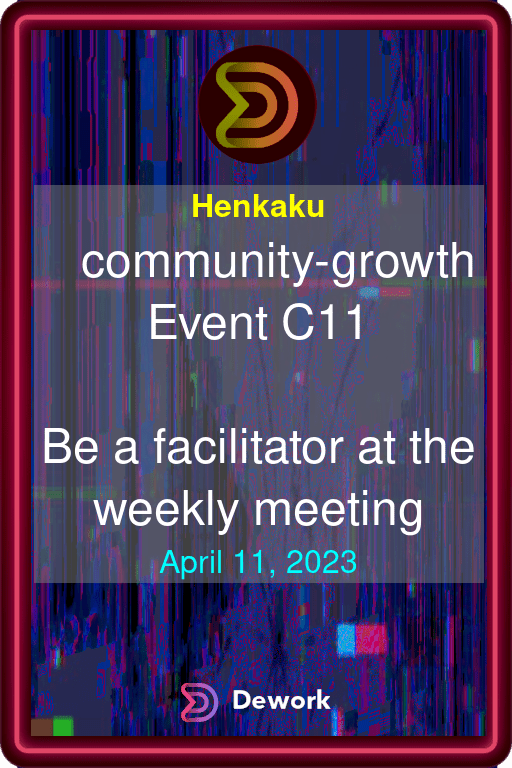 Henkaku
community-growth
Event C11
Be a facilitator at the
weekly meeting
April 11, 2023
Dework